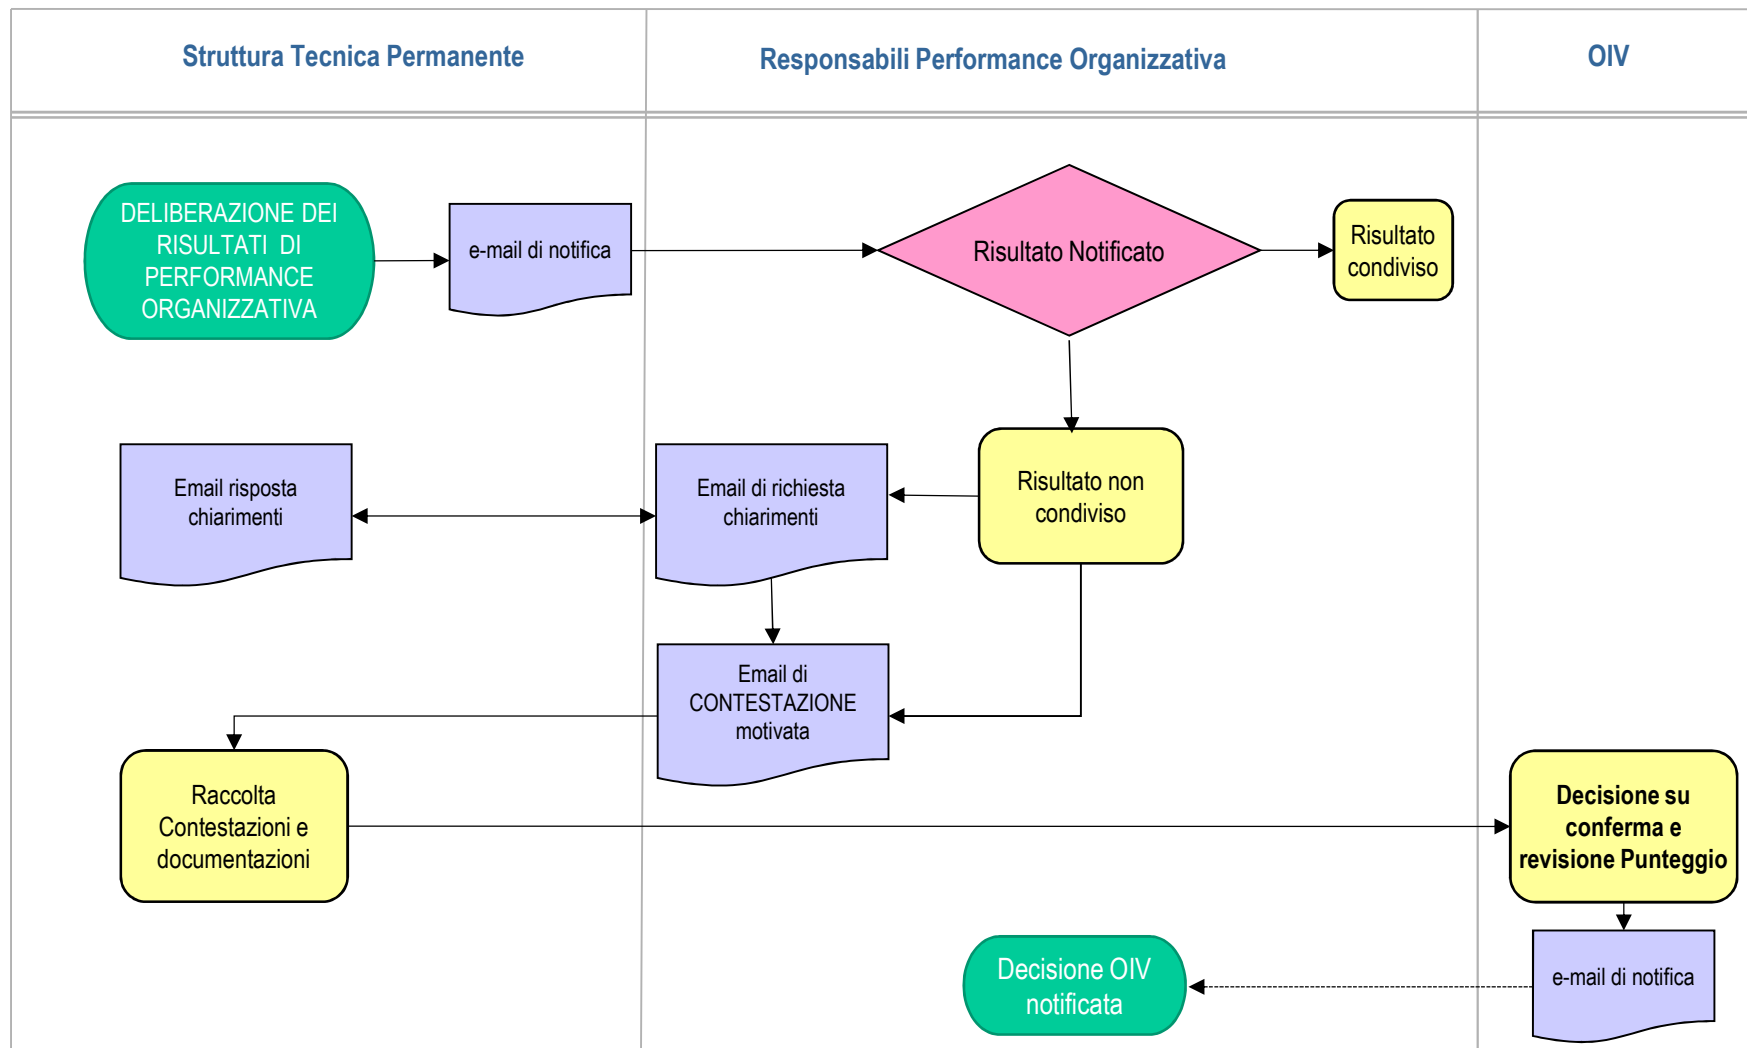 Struttura Tecnica Permanente
Responsabili Performance Organizzativa
OIV
DELIBERAZIONE DEI
RISULTATI DI
PERFORMANCE
ORGANIZZATIVA
e-mail di notifica
Risultato Notificato
Risultato
condiviso
Email risposta
chiarimenti
Email di richiesta
chiarimenti
Risultato non
condiviso
Email di
CONTESTAZIONE
motivata
Raccolta
Contestazioni e
documentazioni
Decisione su
conferma e
revisione Punteggio
Decisione OIV
notificata
e-mail di notifica